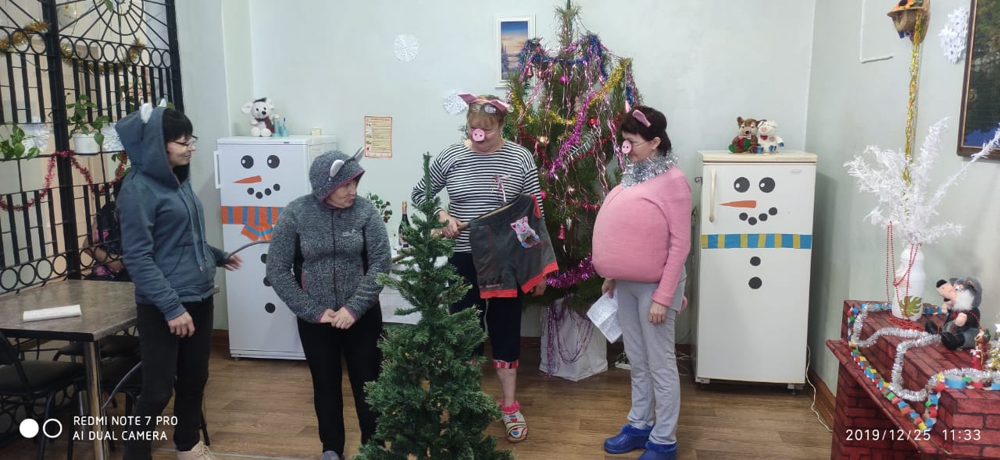 REDMI NOTE 7 PRO
AI DUAL CAMERA
2019/12/25 11:33